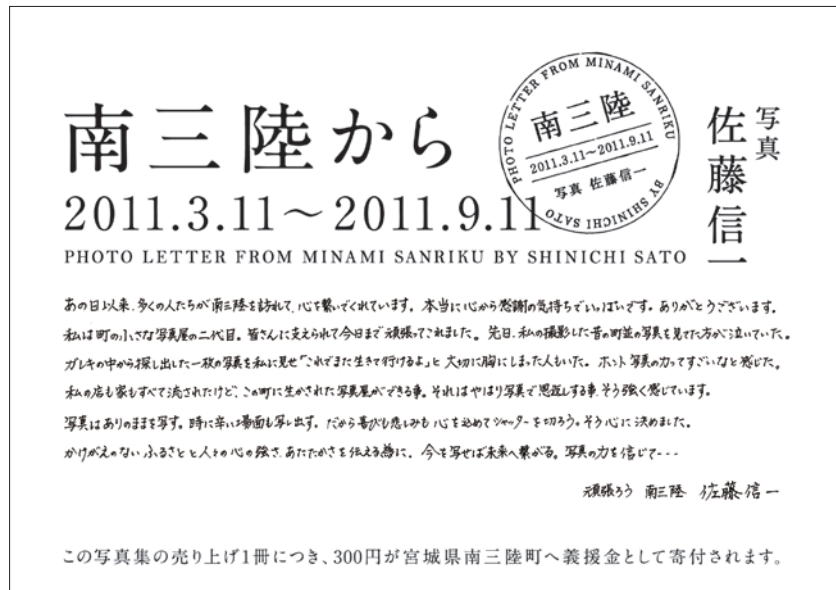 南三陸から
2011.3.11〜2011.9.11
PHOTO LETTER FROM MINAMI SANRIKU BY SHINICHI SATO
PHOTO LETTER FROM MINAMI SANRIKU
南三陸
2011.3.11〜2011.9.11
写真 佐藤信一
BY SHINICHI SATO
写真
佐藤信一
あの日以来、多くの人たちが南三陸を訪れて、心を繋いでくれています。本当に心から感謝の気持ちでいっぱいです。ありがとうございます。
私は町の小さな写真屋の二代目。皆さんに支えられて今日まで頑張ってこれました。先日、私の撮影した昔の町並の写真を見てた方が泣いていた。
ガレキの中から探し出した一枚の写真を私に見せ「これでまた生きて行けるよ」と大切に胸にしまった人もいた。ホント写真の力ってすごいなと感じた。
私の店も家もすべて流されたけど、この町に生かされた写真屋ができる事。それはやはり写真で恩返しする事、そう強く感じています。
写真はありのままを写す。時に辛い場面も写し出す。だから喜びも悲しみも心を込めてシャッターを切ろう。そう心に決めました。
かけがえのないふるさとと人々の心の強さ、あたたかさを伝える為に、今を写せば未来へ繋がる。写真の力を信じて---
頑張ろう 南三陸 佐藤信一
この写真集の売り上げ1冊につき、300円が宮城県南三陸町へ義援金として寄付されます。